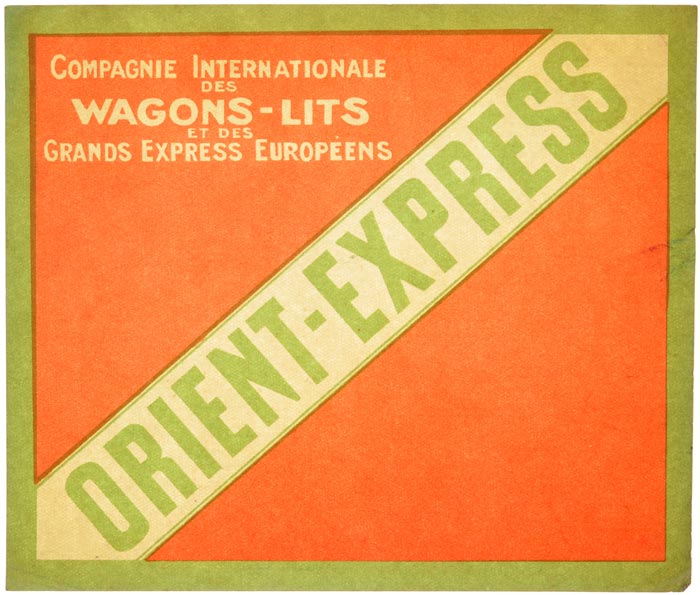 COMPAGNIE INTERNATIONALE
DES
WAGONS-LITS
ET DES
GRANDS EXPRESS EUROPÉENS
ORIENT-EXPRESS